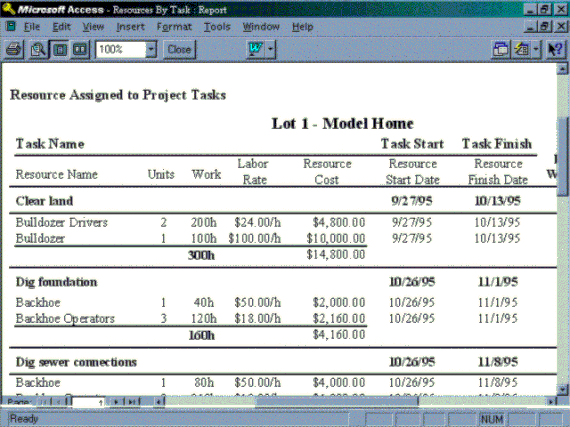 Microsoft Access - Resources By Task : Report
File Edit View Insert Format Tools Window Help
100% Close
Resource Assigned to Project Tasks
Lot 1 - Model Home
Task Name Task Start Task Finish
Resource Name Units Work Labor Rate Resource Cost Resource Start Date Resource Finish Date
Clear land 9/27/95 10/13/95
Bulldozer Drivers 2 200h $24.00/h $4,800.00 9/27/95 10/13/95
Bulldozer 1 100h $100.00/h $10,000.00 9/27/95 10/13/95
300h $14,800.00
Dig foundation 10/26/95 11/1/95
Backhoe 1 40h $50.00/h $2,000.00 10/26/95 11/1/95
Backhoe Operators 3 120h $18.00/h $2,160.00 10/26/95 11/1/95
160h $4,160.00
Dig sewer connections 10/26/95 11/8/95
Backhoe 1 80h $50.00/h $4,000.00 10/26/95 11/8/95
Page: 1
Ready NUM